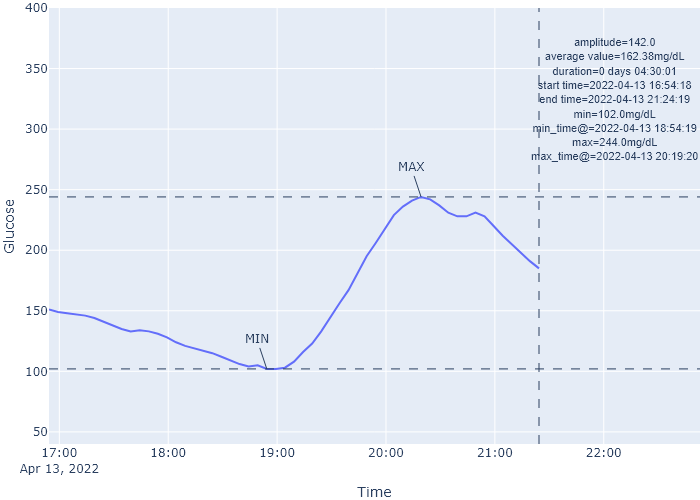 400
350
300
250
200
150
100
50
Glucose
amplitude=142.0
average value=162.38mg/dL
duration=0 days 04:30:01
start time=2022-04-13 16:54:18
end time=2022-04-13 21:24:19
min=102.0mg/dL
min_time@=2022-04-13 18:54:19
max=244.0mg/dL
max_time@=2022-04-13 20:19:20
MAX
MIN
17:00 18:00 19:00 20:00 21:00 22:00
Apr 13, 2022
Time